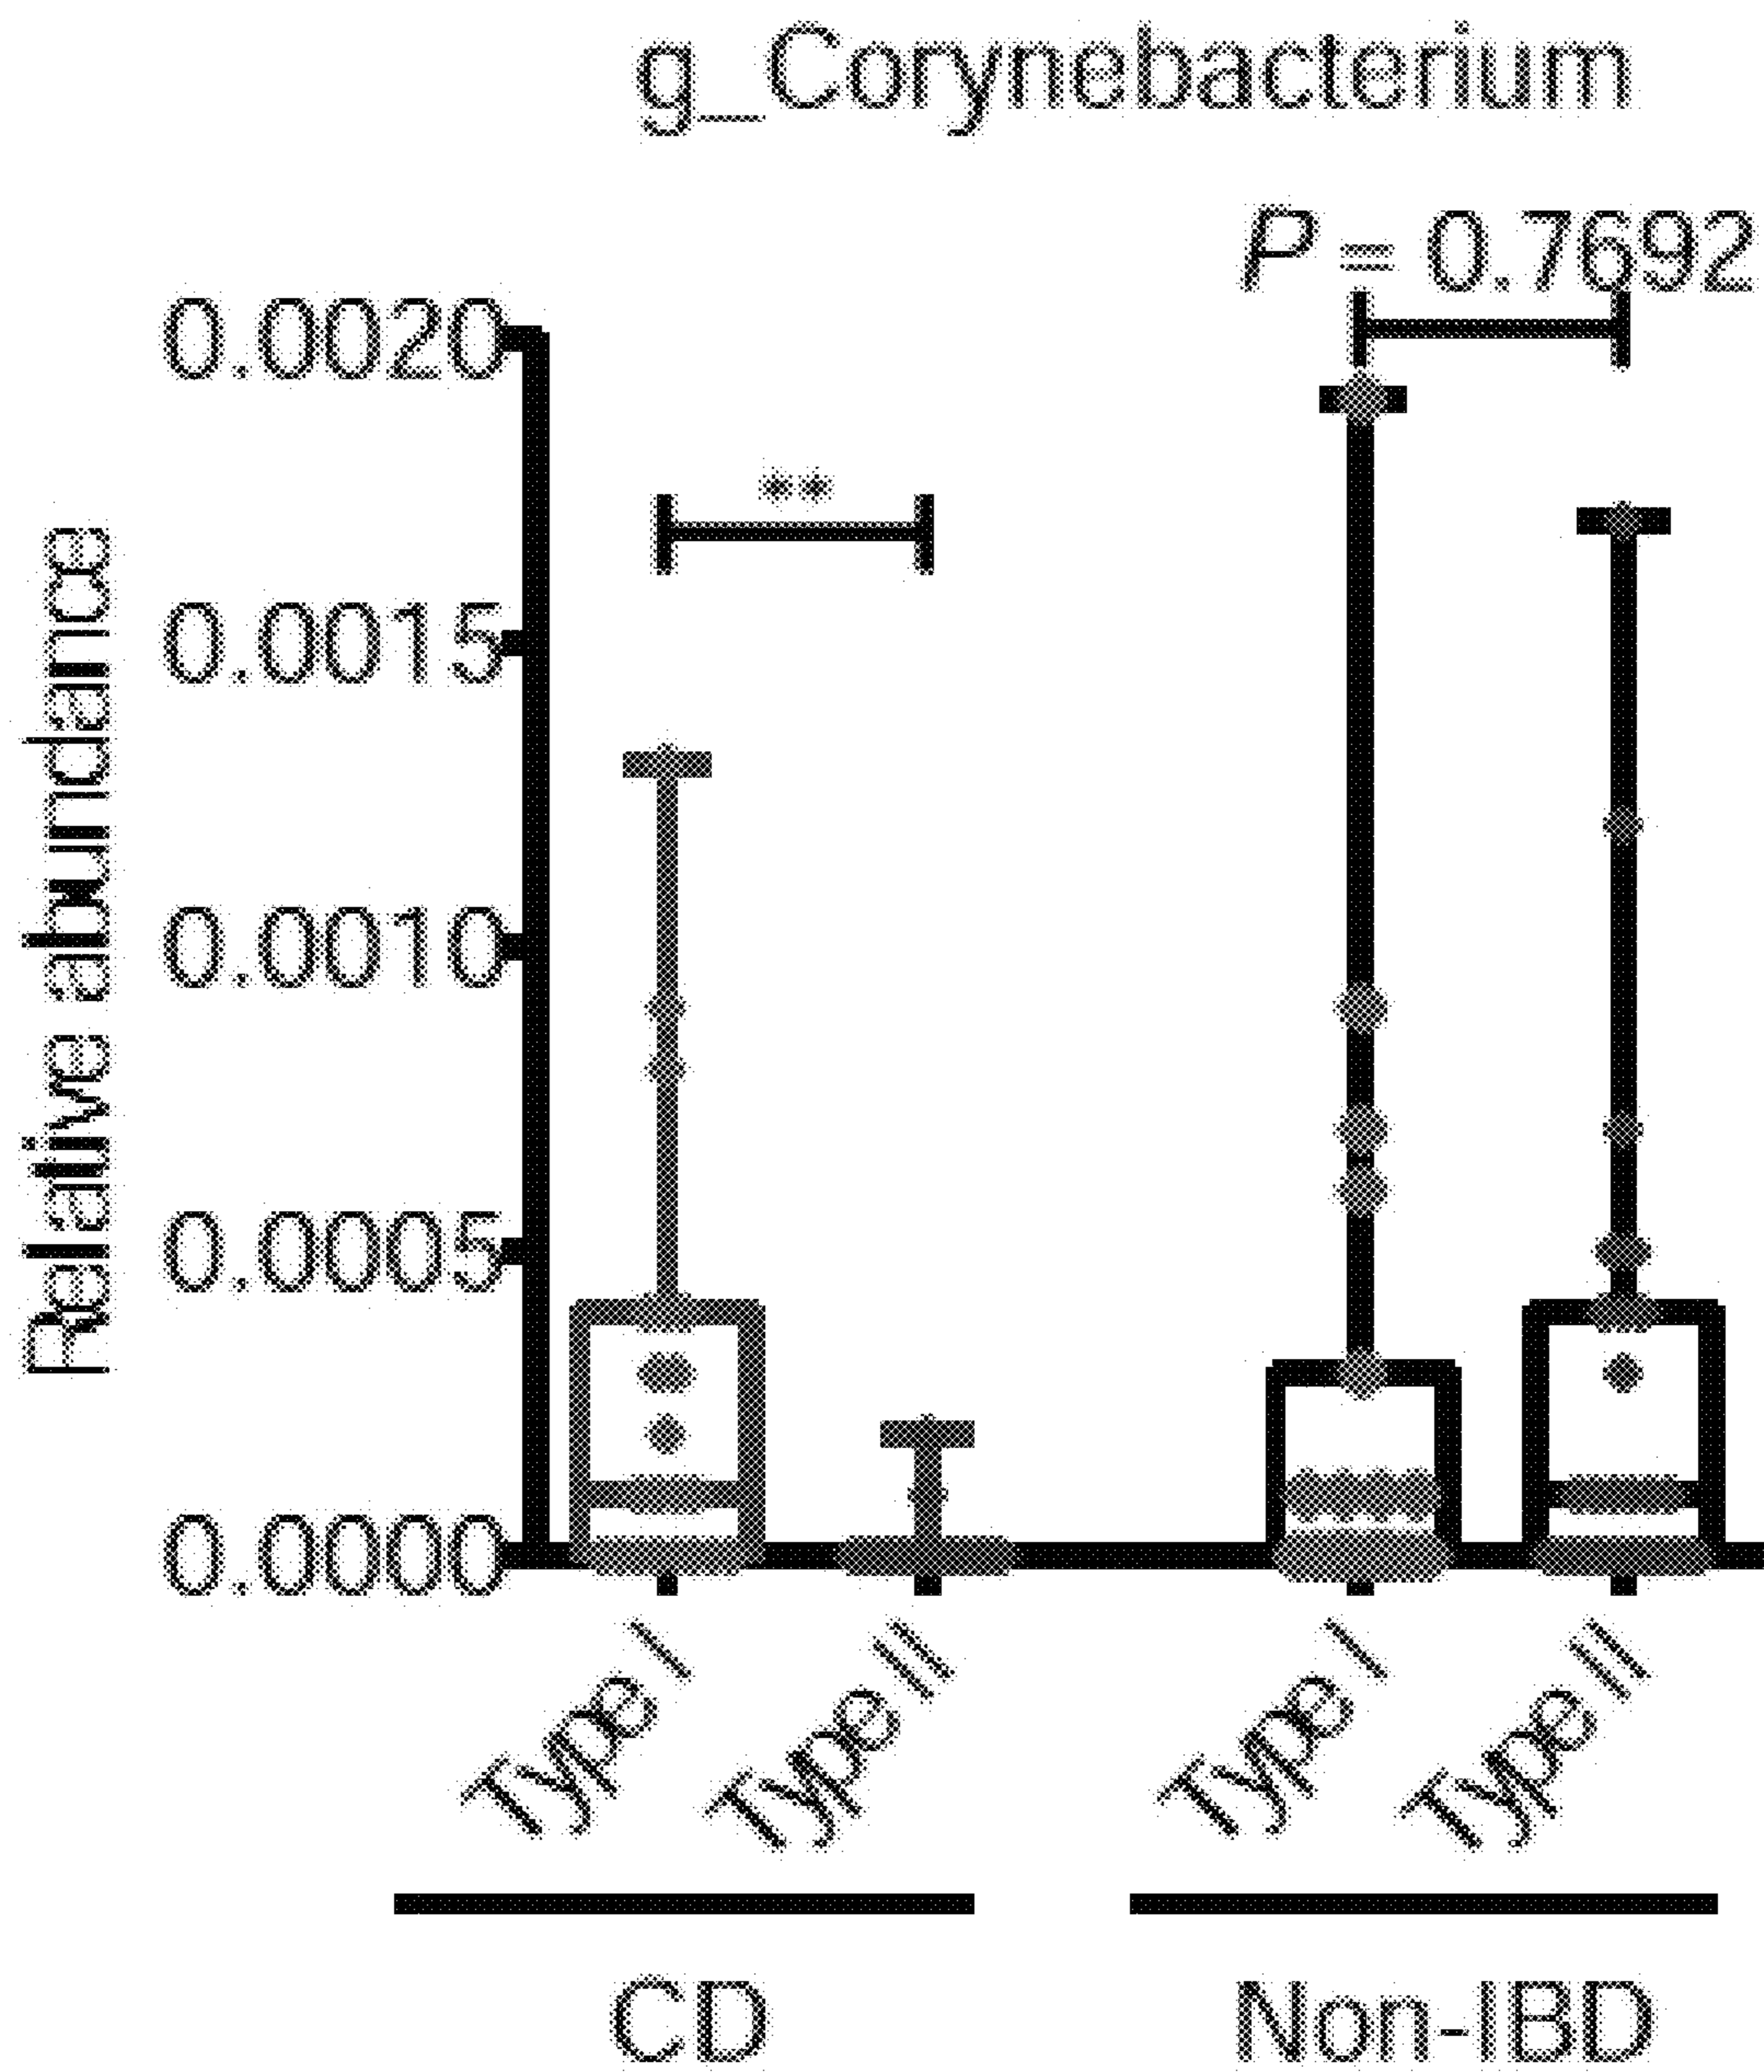 g_Corynebacterium
P = 0.7692
**
0.0020
0.0015
0.0010
0.0005
0.0000
Relative abundance
Type I
Type II
Type I
Type II
CD
Non-IBD